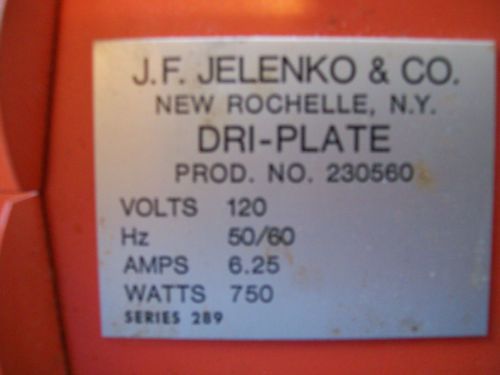 J.F. JELENKO & CO.
NEW ROCHELLE, N.Y.
DRI-PLATE
PROD. NO. 230560
VOLTS 120
Hz 50/60
AMPS 6.25
WATTS 750
SERIES 289